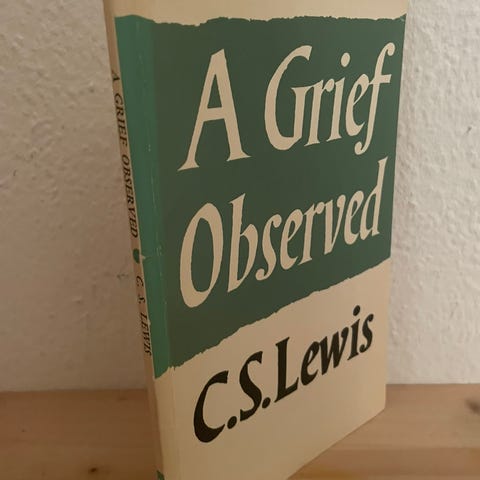 A Grief
Observed
C.S. Lewis
A GRIEF OBSERVED C. S. LEWIS